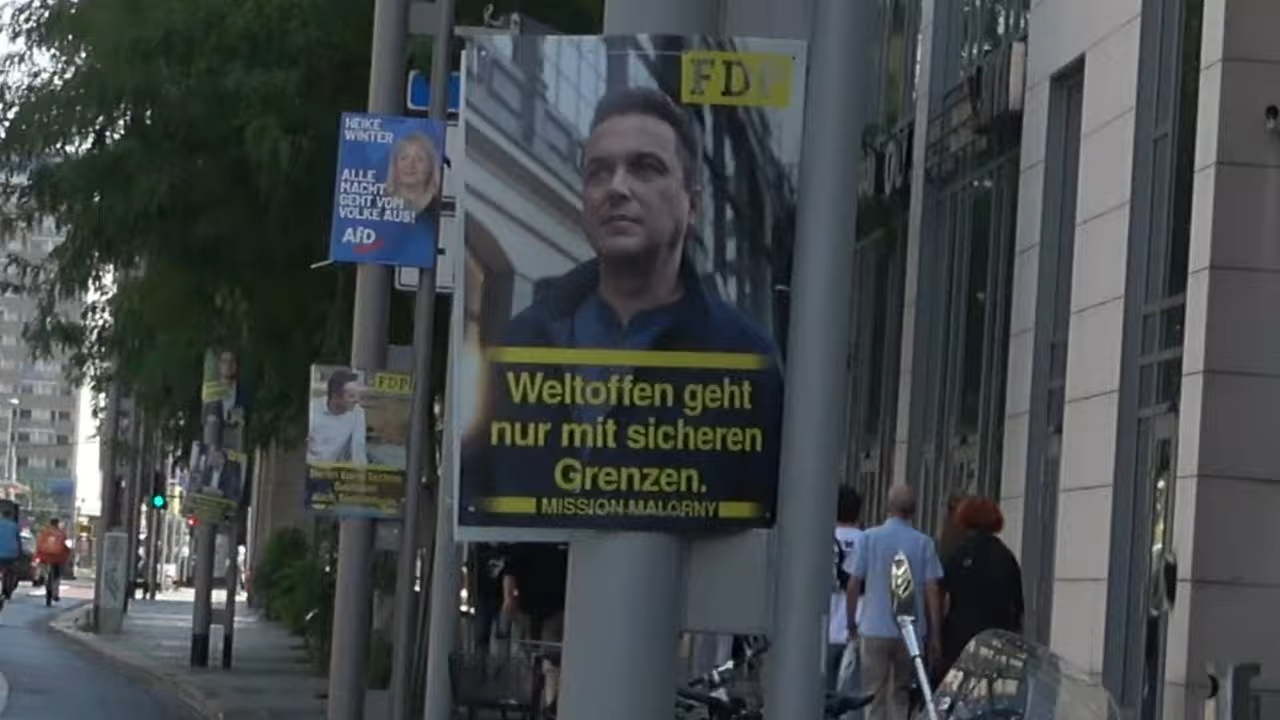 HEIKE
WINTER
ALLE
MACHT
GEHT VOM
VOLKE AUS!
AfD
FDP
Weltoffen geht
nur mit sicheren
Grenzen.
MISSION MALORNY
FDP